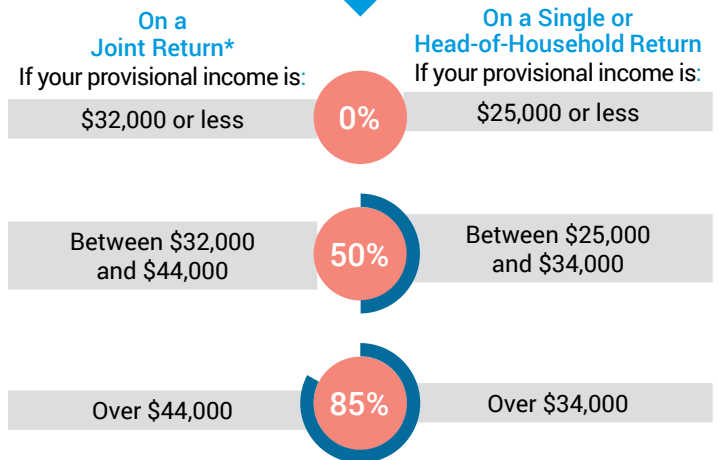 On a
Joint Return*
If your provisional income is:
On a Single or
Head-of-Household Return
If your provisional income is:
$32,000 or less
0%
$25,000 or less
Between $32,000
and $44,000
50%
Between $25,000
and $34,000
Over $44,000
85%
Over $34,000